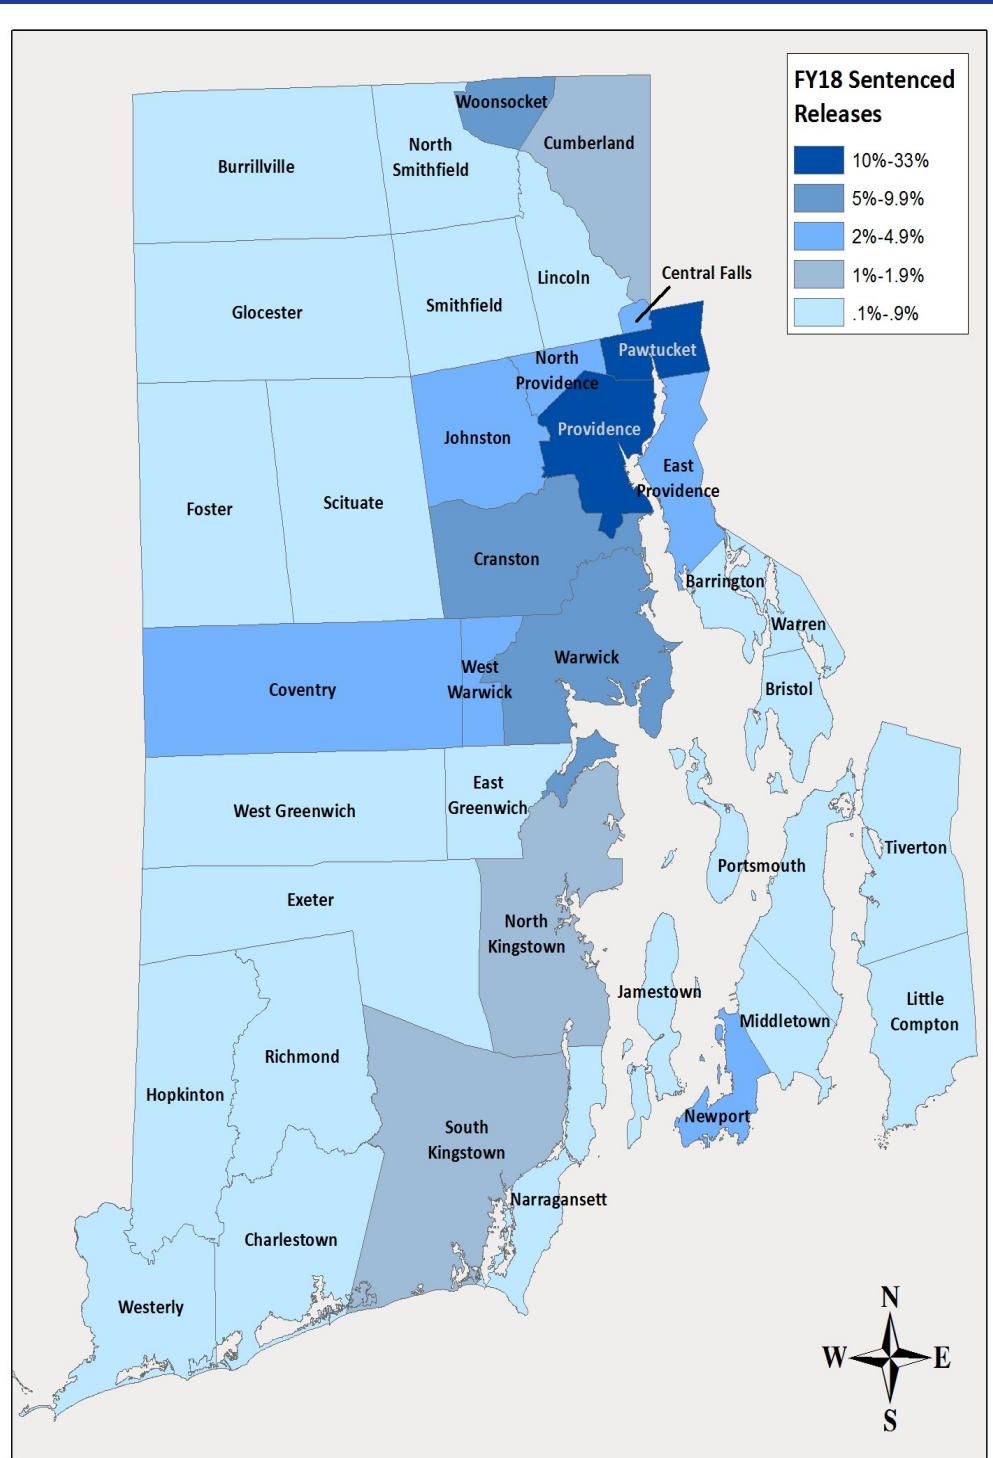 FY18 Sentenced
Releases
10%-33%
5%-9.9%
2%-4.9%
1%-1.9%
.1%-.9%
Woonsocket
Cumberland
North
Smithfield
Burrillville
Lincoln
Central Falls
Smithfield
Glocester
Pawtucket
North
Providence
Providence
Johnston
East
Providence
Scituate
Foster
Cranston
Barrington
Warren
Warwick
West
Warwick
Coventry
Bristol
East
Greenwich
West Greenwich
Tiverton
Portsmouth
Exeter
North
Kingstown
Jamestown
Little
Compton
Middletown
Richmond
Hopkinton
Newport
South
Kingstown
Narragansett
Charlestown
Westerly
N
W
E
S